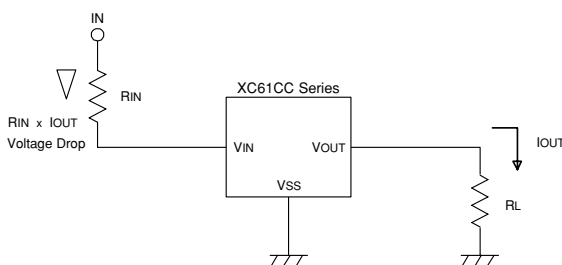 IN
XC61CC Series
RIN
RIN x IOUT
Voltage Drop
VIN
VOUT
IOUT
VSS
RL